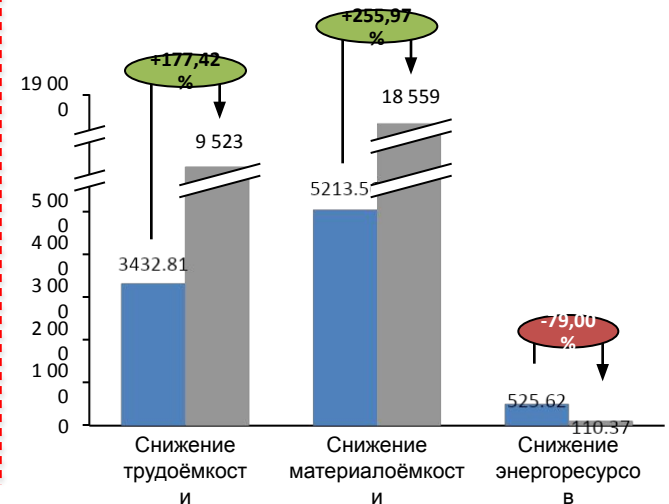 +255,97
%
+177,42
%
19 00
0
18 559
9 523
5213.5
5 00
0
4 00
0
3432.81
3 00
0
2 00
0
-79,00
%
1 00
0
525.62
110.37
0
Снижение
трудоёмкост
и
Снижение
материалоёмкост
и
Снижение
энергоресурсо
в